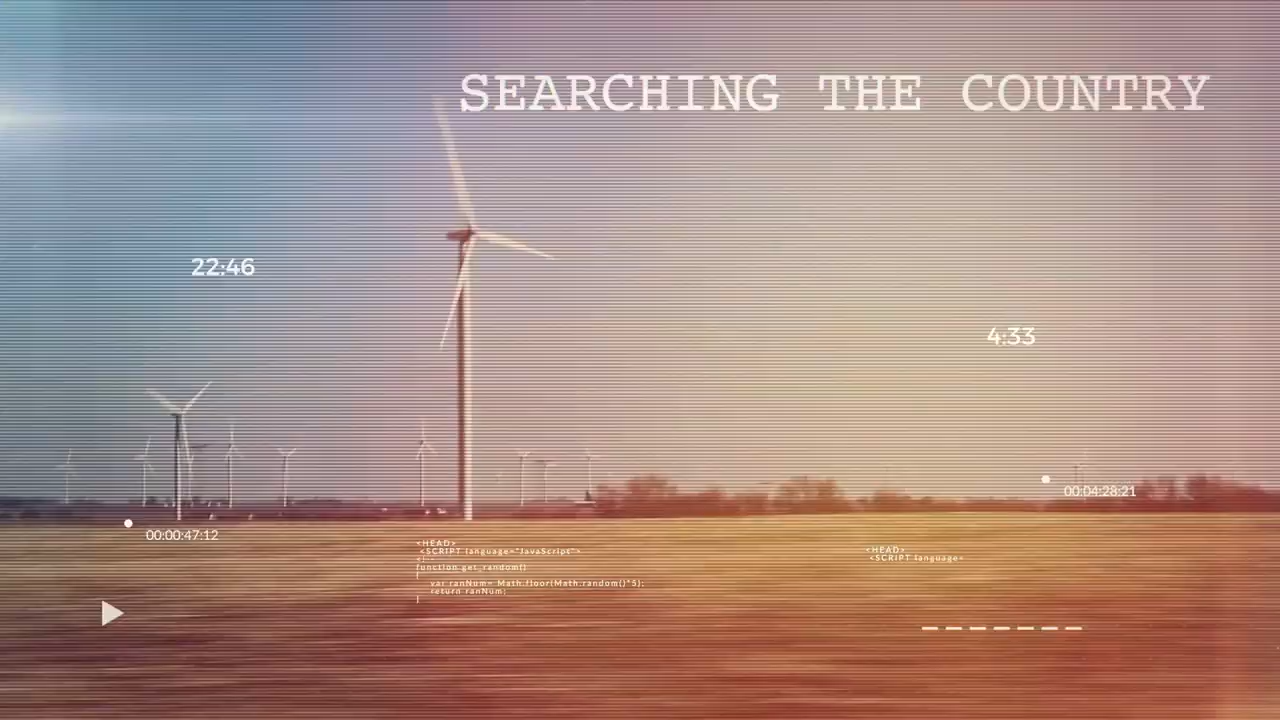 SEARCHING THE COUNTRY
22:46
4:33
00:04:28:21
00:00:47:12
<HEAD>
<SCRIPT language="JavaScript">
<!--
function get_random()
{
var ranNum= Math.floor(Math.random()*5);
return ranNum;
}
<HEAD>
<SCRIPT language=